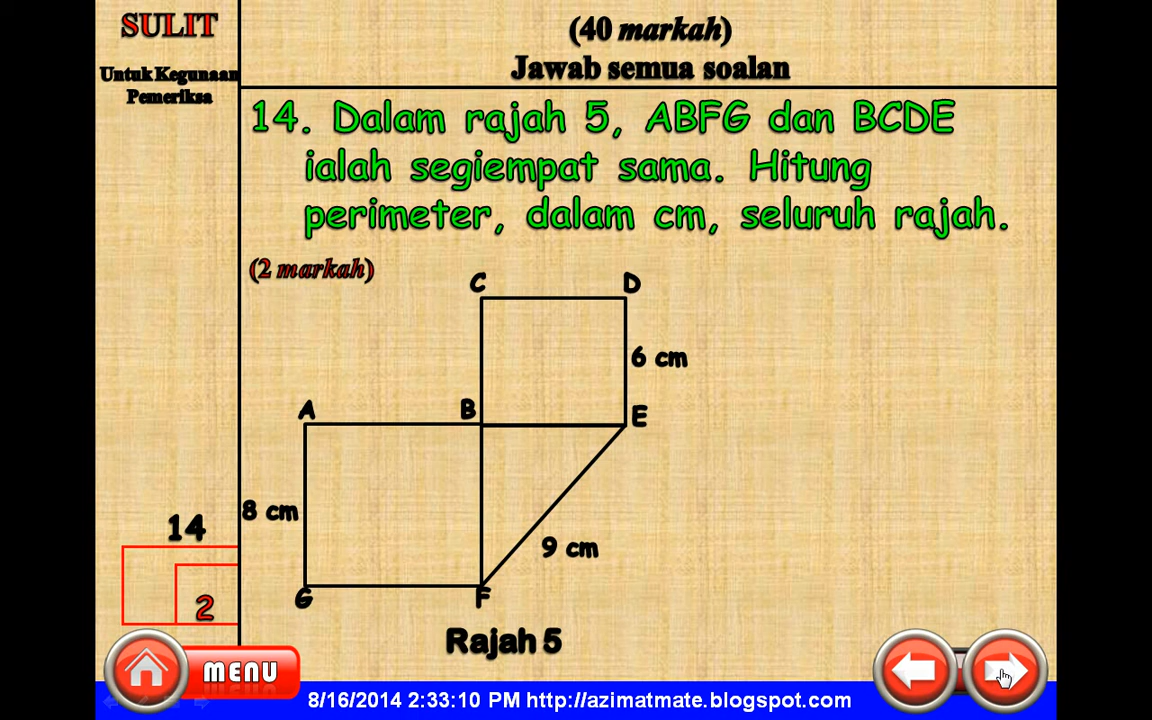 SULIT
Untuk Kegunaan
Pemeriksa
(40 markah)
Jawab semua soalan
14. Dalam rajah 5, ABFG dan BCDE
ialah segiempat sama. Hitung
perimeter, dalam cm, seluruh rajah.
(2 markah)
C
D
6 cm
A
B
E
8 cm
9 cm
G
F
Rajah 5
14
2
MENU
8/16/2014 2:33:10 PM http://azimatmate.blogspot.com